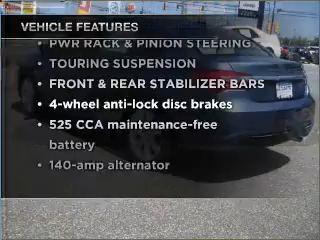 VEHICLE FEATURES
• PWR RACK & PINION STEERING
• TOURING SUSPENSION
• FRONT & REAR STABILIZER BARS
• 4-wheel anti-lock disc brakes
• 525 CCA maintenance-free
battery
• 140-amp alternator